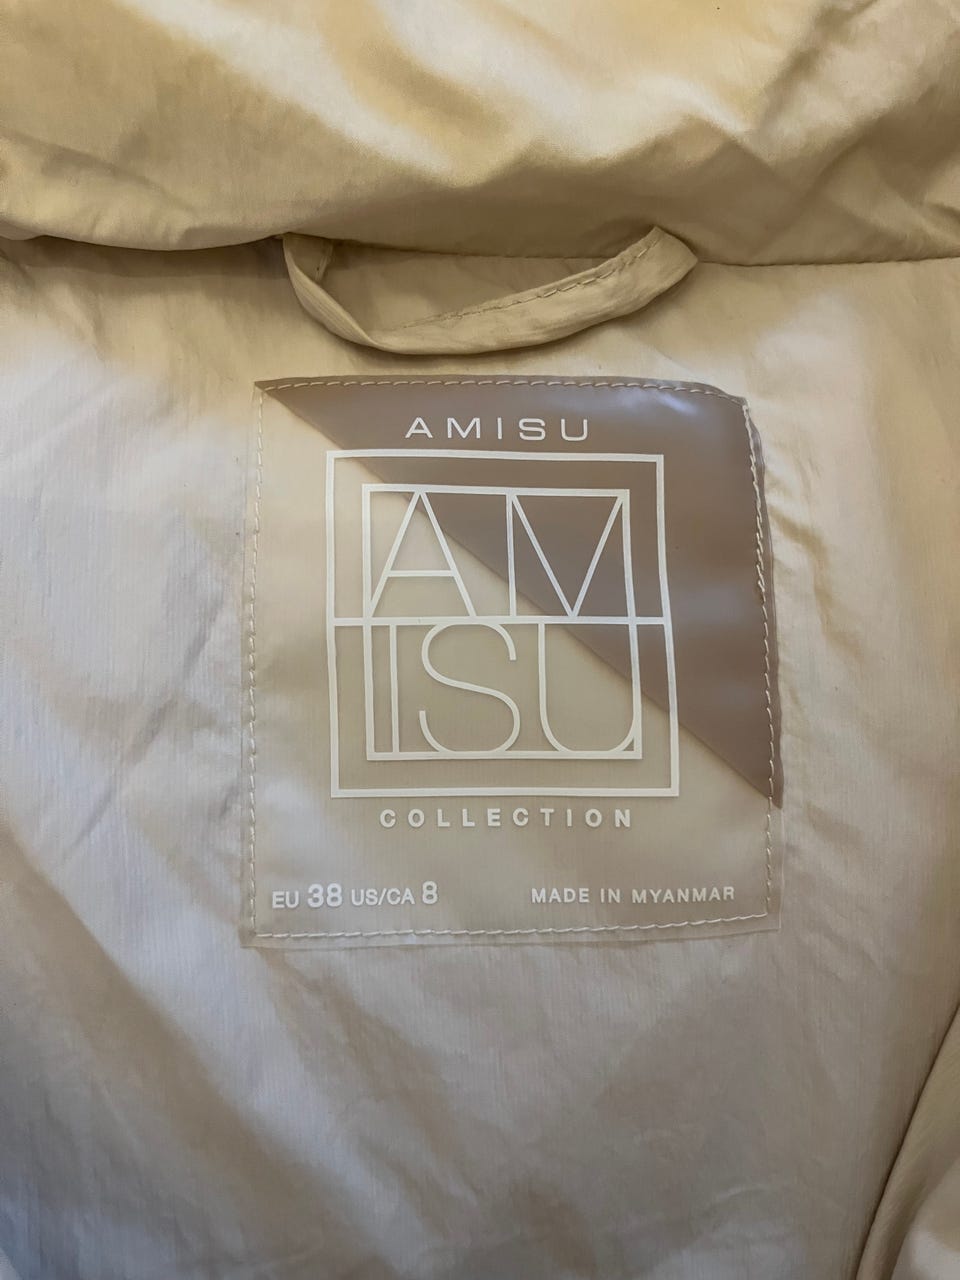 AMISU
AM
ISU
COLLECTION
EU 38 US/CA 8 MADE IN MYANMAR